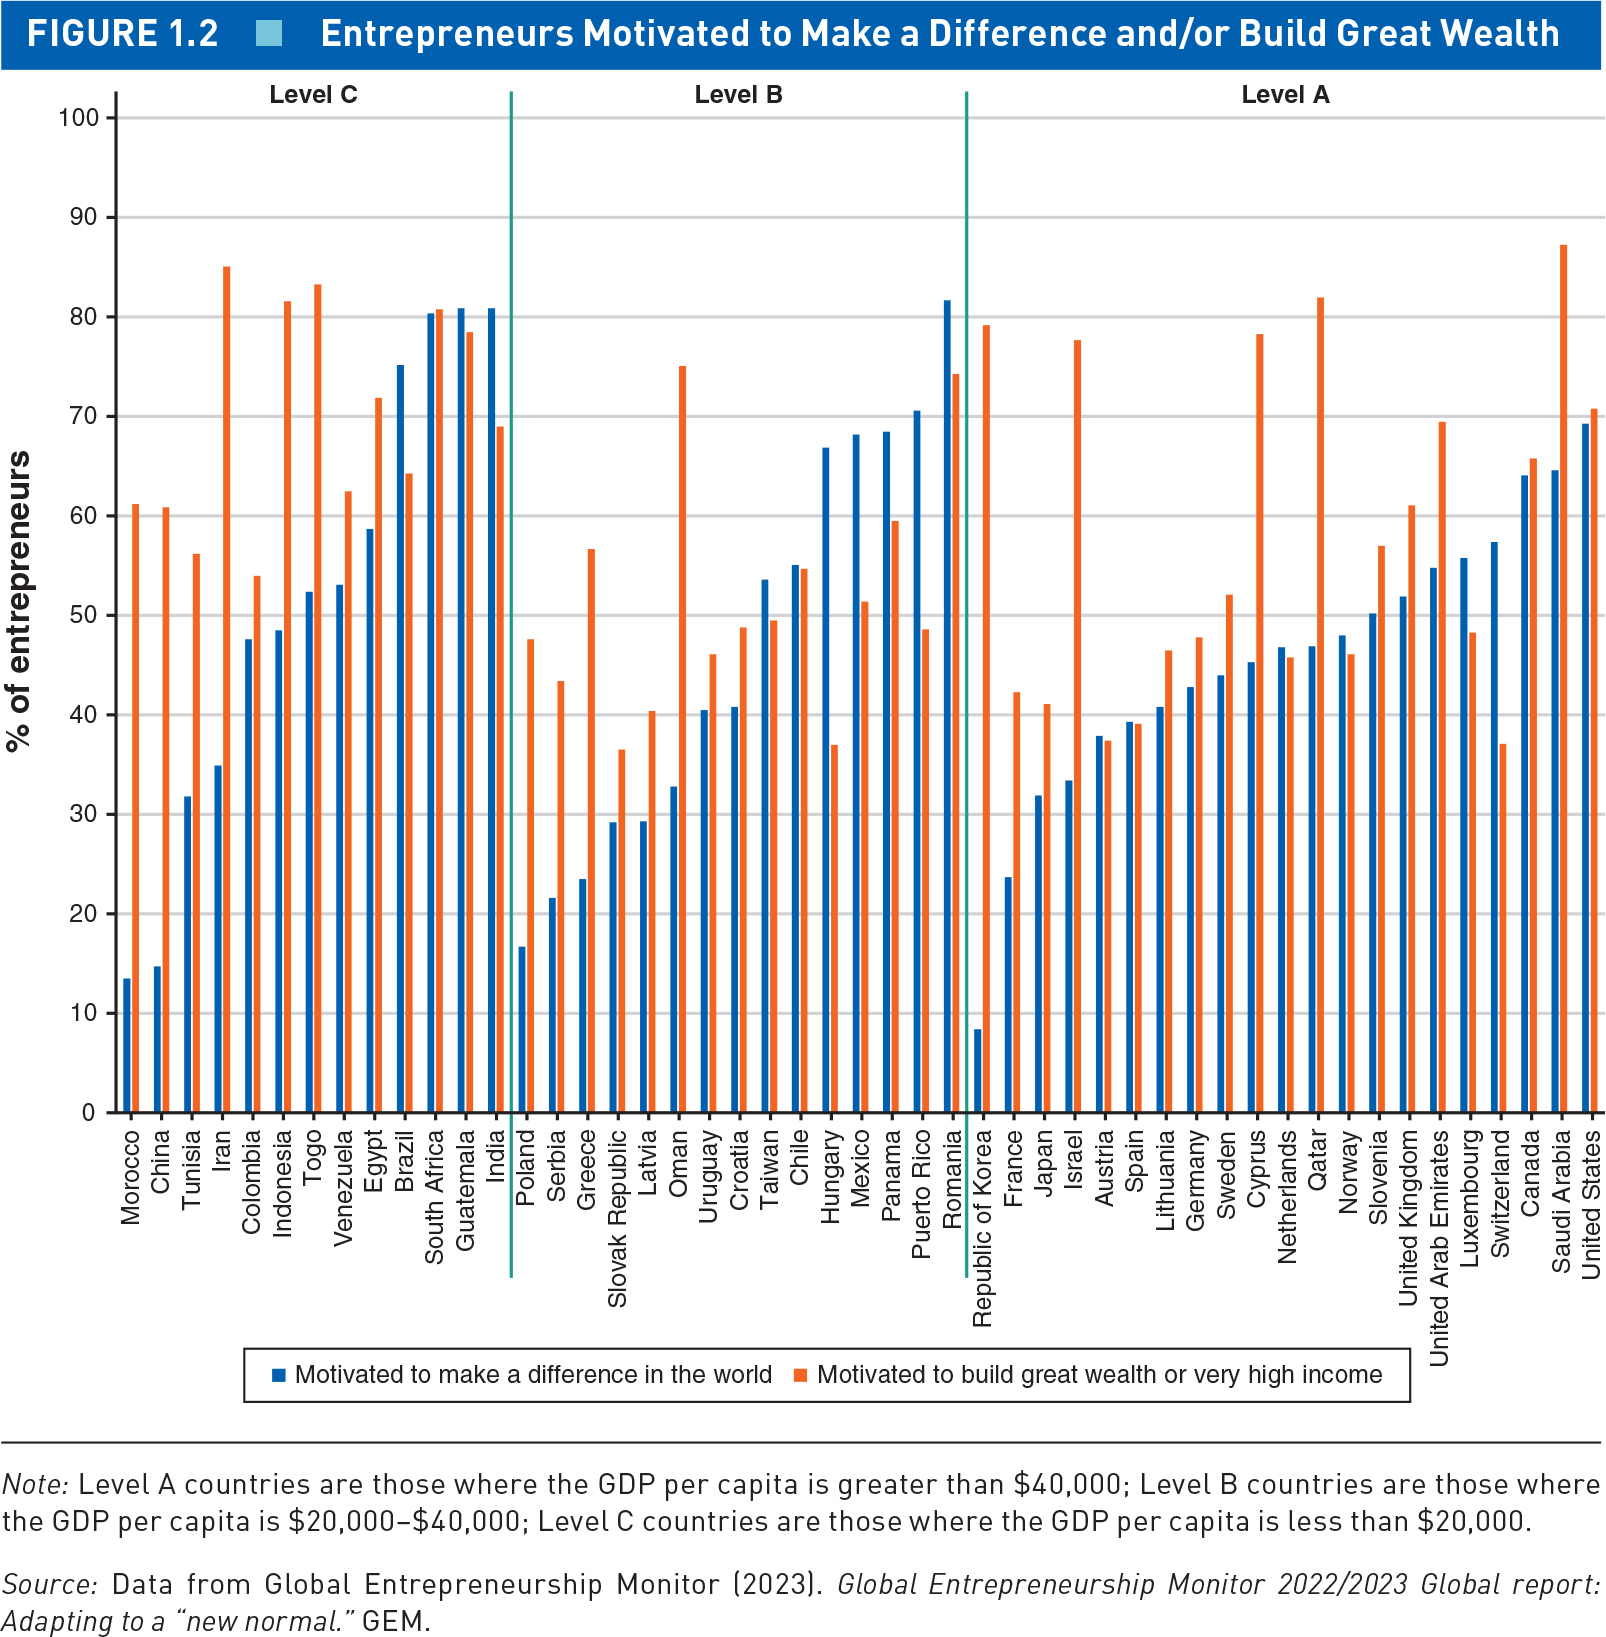 FIGURE 1.2 Entrepreneurs Motivated to Make a Difference and/or Build Great Wealth
Level C Level B Level A
% of entrepreneurs
100
90
80
70
60
50
40
30
20
10
0
Morocco
China
Tunisia
Iran
Colombia
Indonesia
Togo
Venezuela
Egypt
Brazil
South Africa
Guatemala
India
Poland
Serbia
Greece
Slovak Republic
Latvia
Oman
Uruguay
Croatia
Taiwan
Chile
Hungary
Mexico
Panama
Puerto Rico
Romania
Republic of Korea
France
Japan
Israel
Austria
Spain
Lithuania
Germany
Sweden
Cyprus
Netherlands
Qatar
Norway
Slovenia
United Kingdom
United Arab Emirates
Luxembourg
Switzerland
Canada
Saudi Arabia
United States
Motivated to make a difference in the world Motivated to build great wealth or very high income
Note: Level A countries are those where the GDP per capita is greater than $40,000; Level B countries are those where
the GDP per capita is $20,000–$40,000; Level C countries are those where the GDP per capita is less than $20,000.
Source: Data from Global Entrepreneurship Monitor (2023). Global Entrepreneurship Monitor 2022/2023 Global report:
Adapting to a “new normal.” GEM.